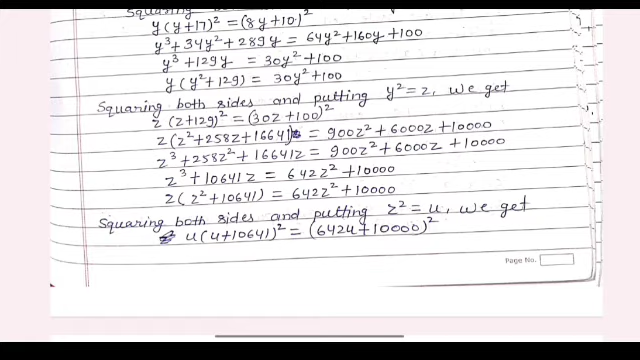 Squaring both sides
y(y+17)² = (8y+10)²
y³+34y²+289y = 64y²+160y+100
y³+129y = 30y²+100
y(y²+129) = 30y²+100
Squaring both sides and putting y²=z, we get
z(z+129)² = (30z+100)²
z(z²+258z+16641) = 900z²+6000z+10000
z³+258z²+16641z = 900z²+6000z+10000
z³+10641z = 642z²+10000
z(z²+10641) = 642z²+10000
Squaring both sides and putting z²=u, we get
u(u+10641)² = (642u+10000)²
Page No.